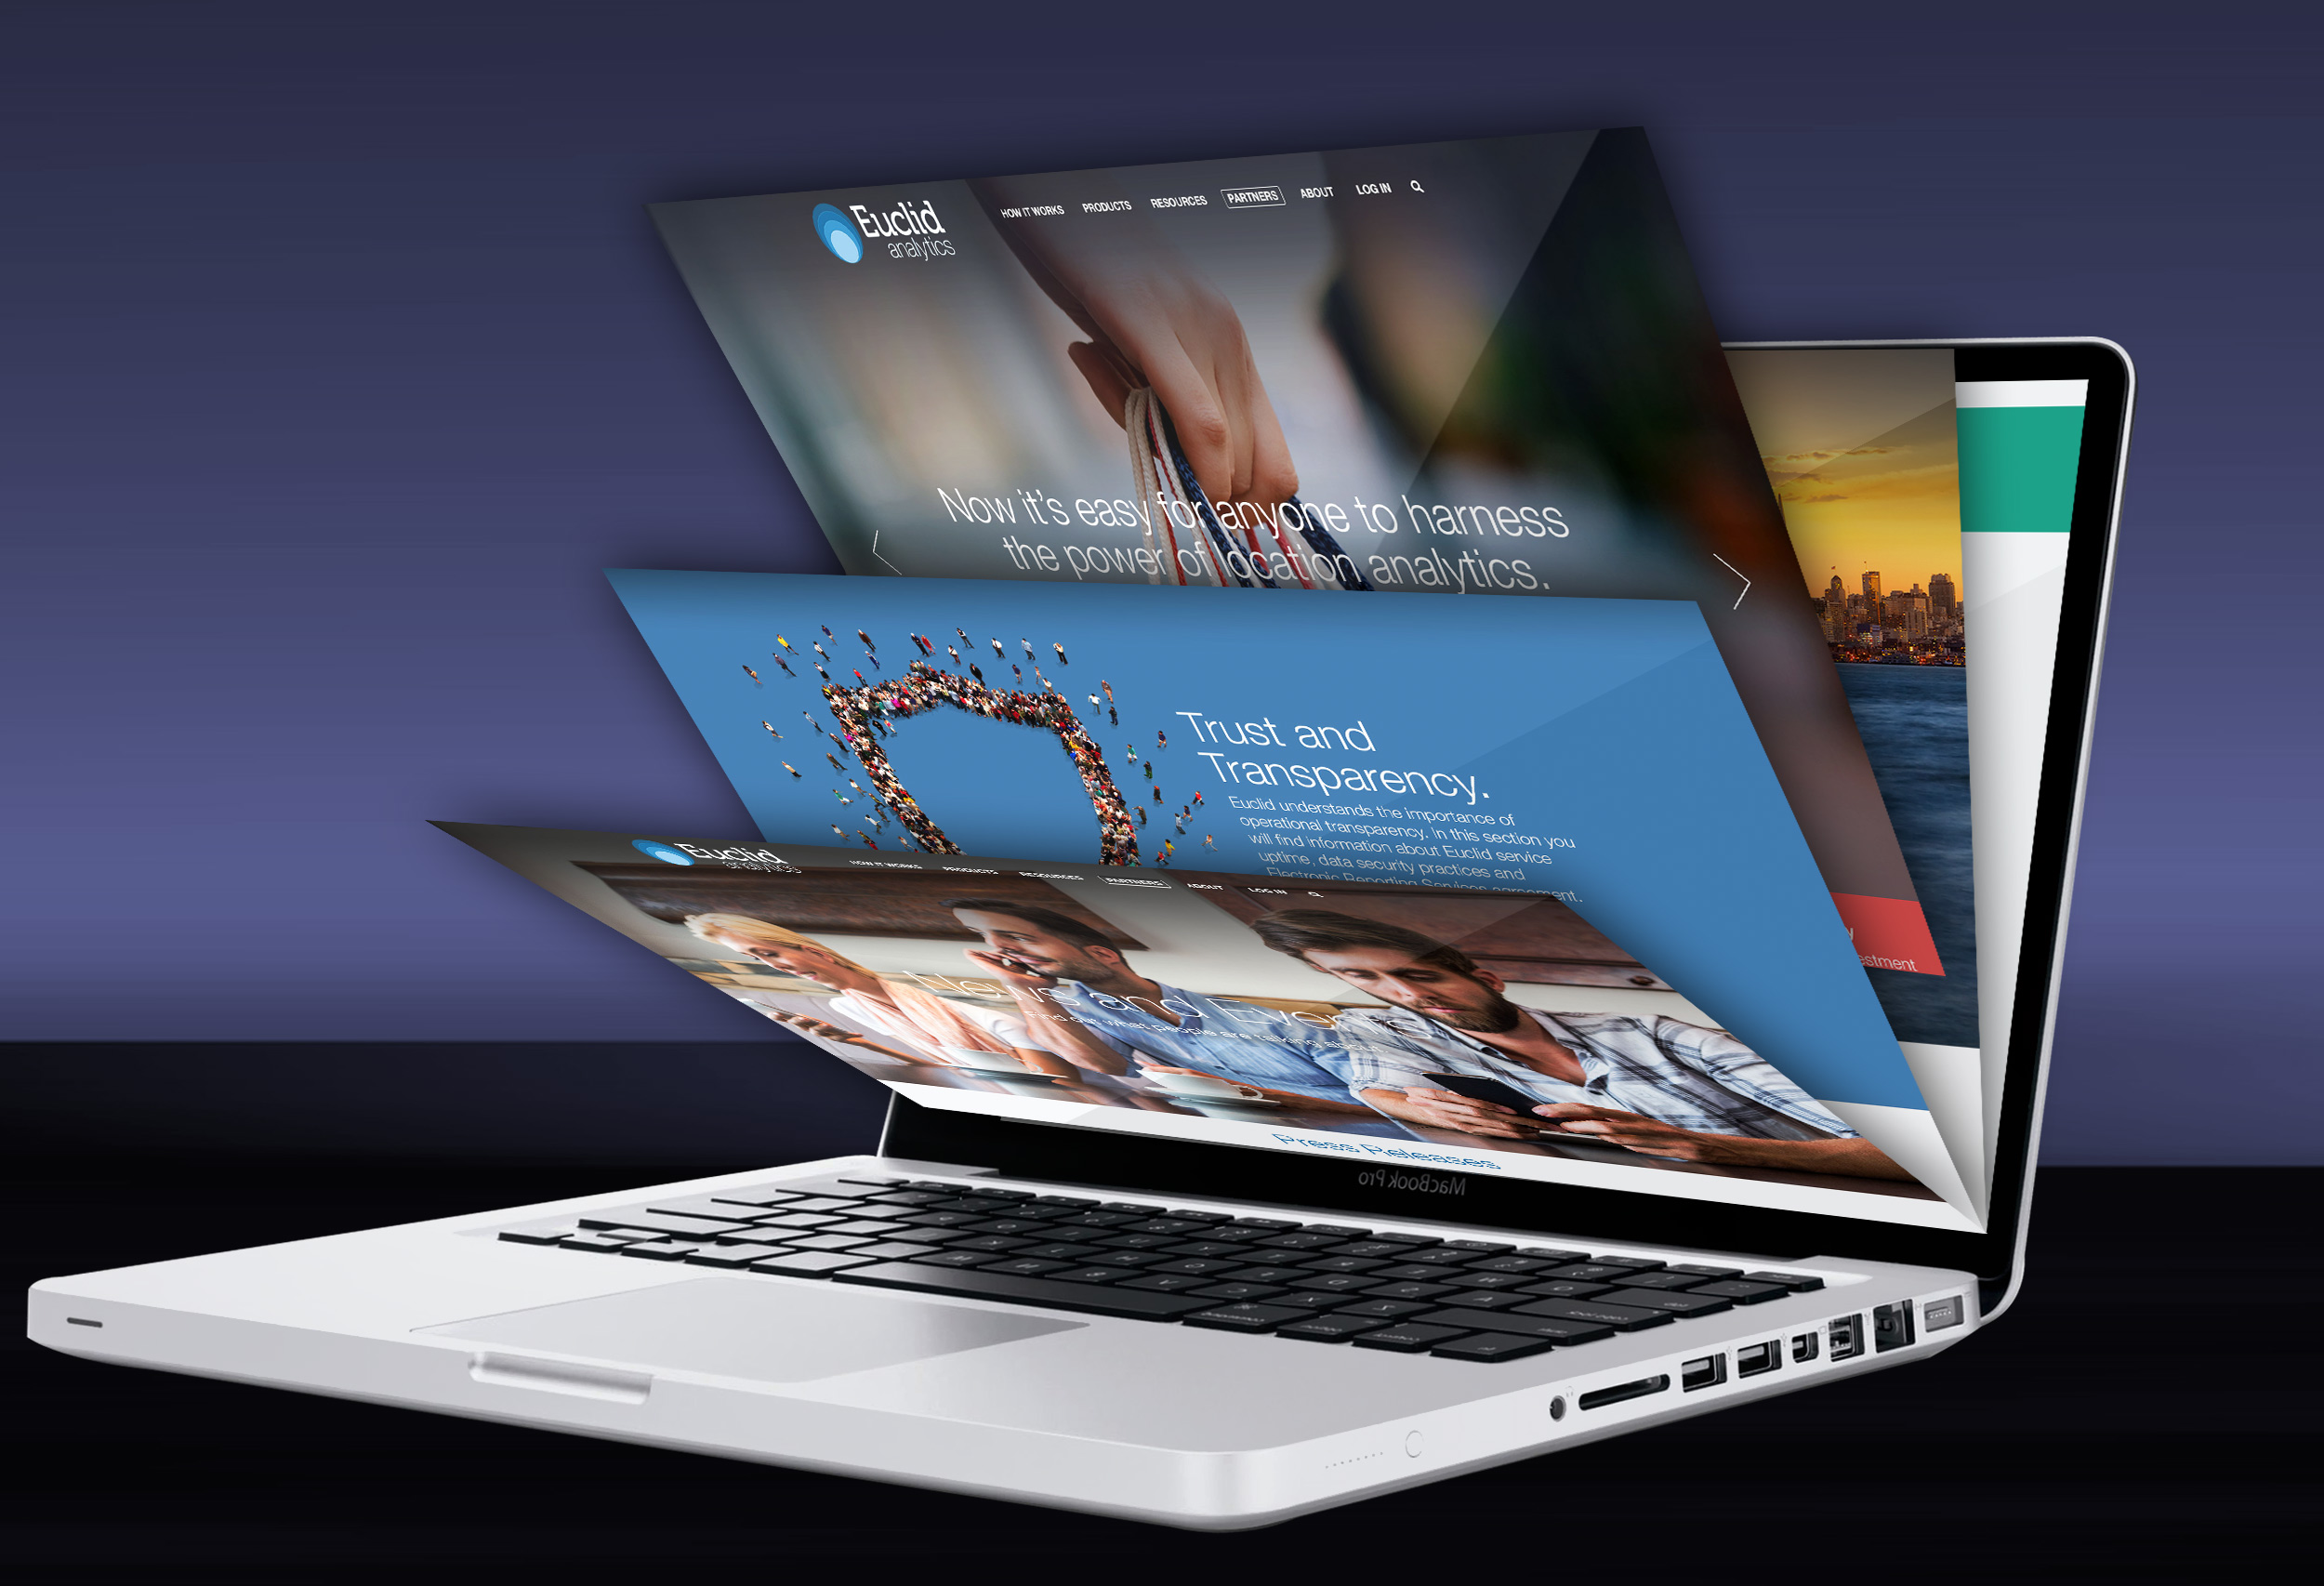 Euclid
analytics
HOW IT WORKS
PRODUCTS
RESOURCES
PARTNERS
ABOUT
LOG IN
Now it's easy for anyone to harness
the power of location analytics.
Trust and
Transparency.
Euclid understands the importance of
operational transparency. In this section you
will find information about Euclid service
uptime, data security practices and
Electronic Reporting Services agreement.
y
estment
Euclid
analytics
HOW IT WORKS
PRODUCTS
RESOURCES
PARTNERS
ABOUT
LOG IN
News and Events
Find out what people are talking about.
Press Releases
MacBook Pro